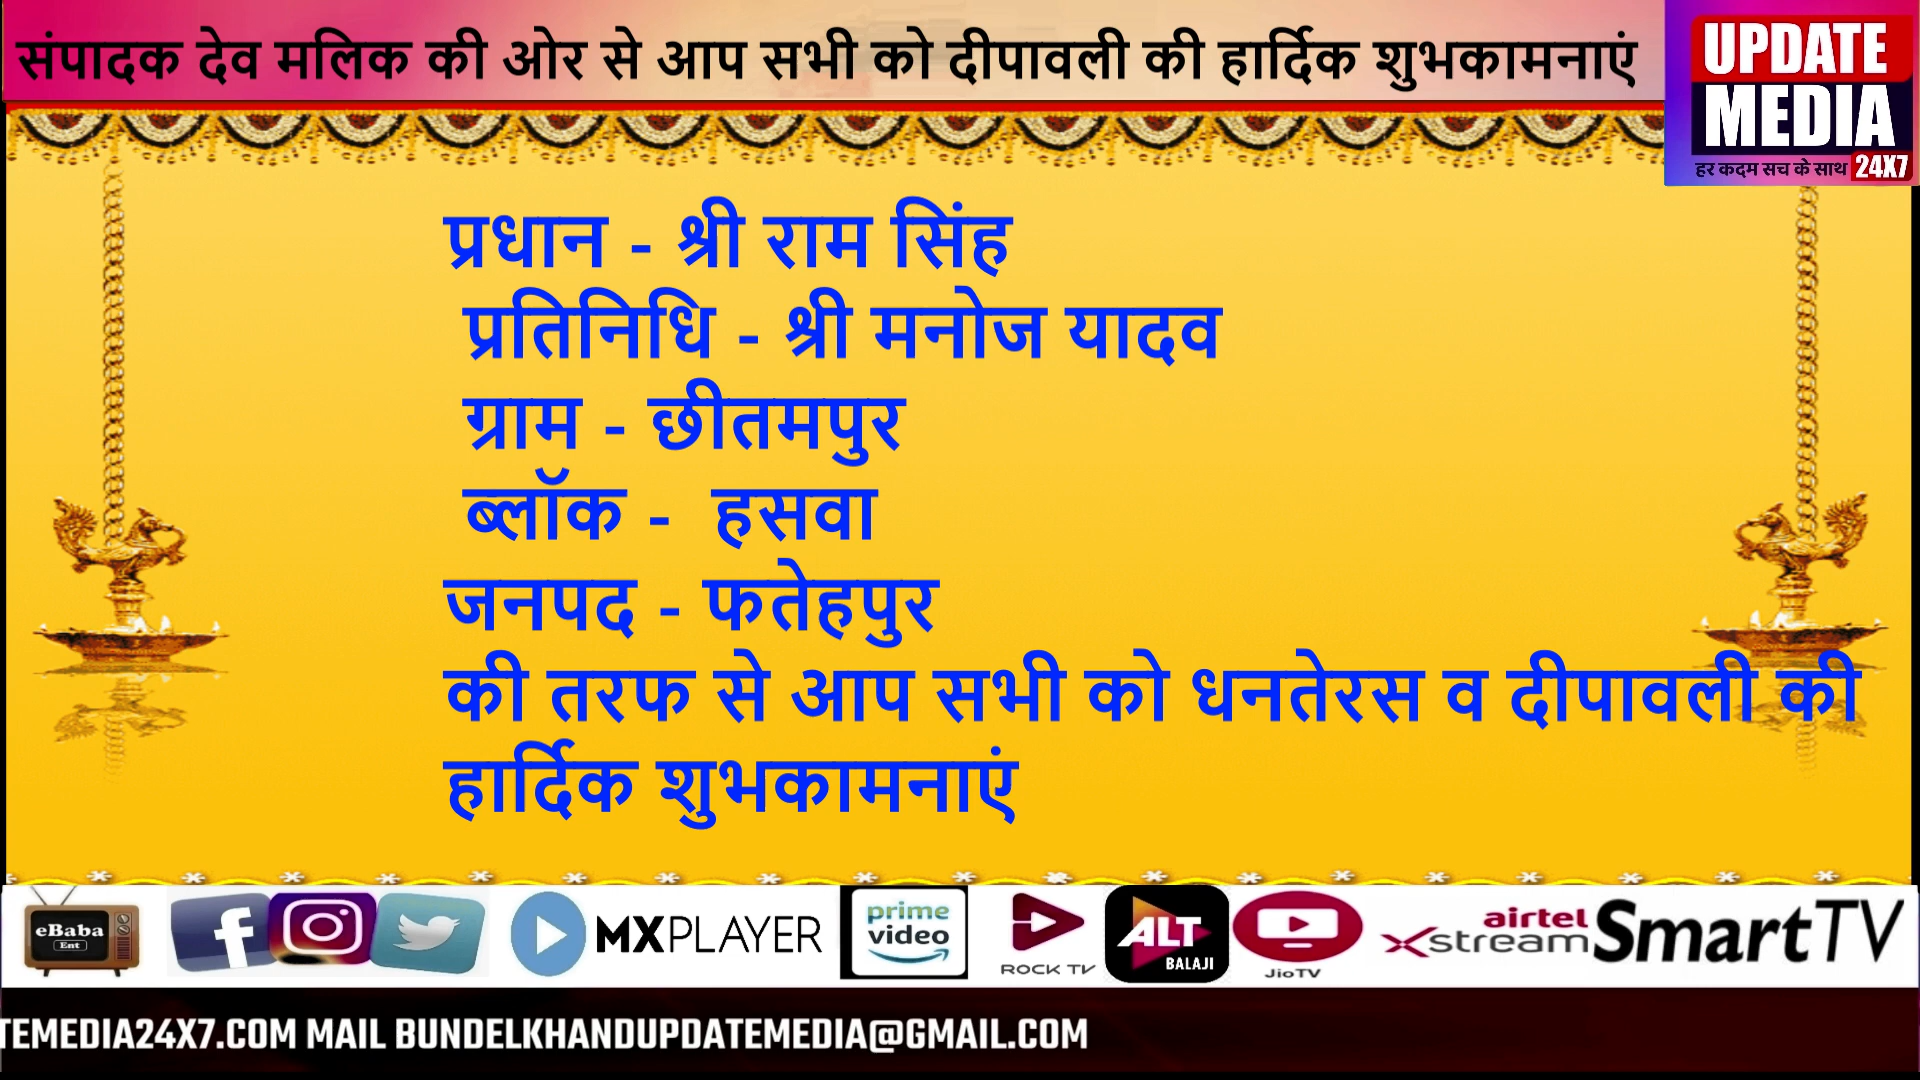 संपादक देव मलिक की ओर से आप सभी को दीपावली की हार्दिक शुभकामनाएं
UPDATE
MEDIA
हर कदम सच के साथ 24X7
प्रधान - श्री राम सिंह
प्रतिनिधि - श्री मनोज यादव
ग्राम - छीतमपुर
ब्लॉक - हसवा
जनपद - फतेहपुर
की तरफ से आप सभी को धनतेरस व दीपावली की
हार्दिक शुभकामनाएं
eBaba
Ent
MXPLAYER
prime
video
ROCK TV
ALT
BALAJI
JioTV
airtel
xstream
SmartTV
TEMEDIA24X7.COM MAIL BUNDELKHANDUPDATEMEDIA@GMAIL.COM